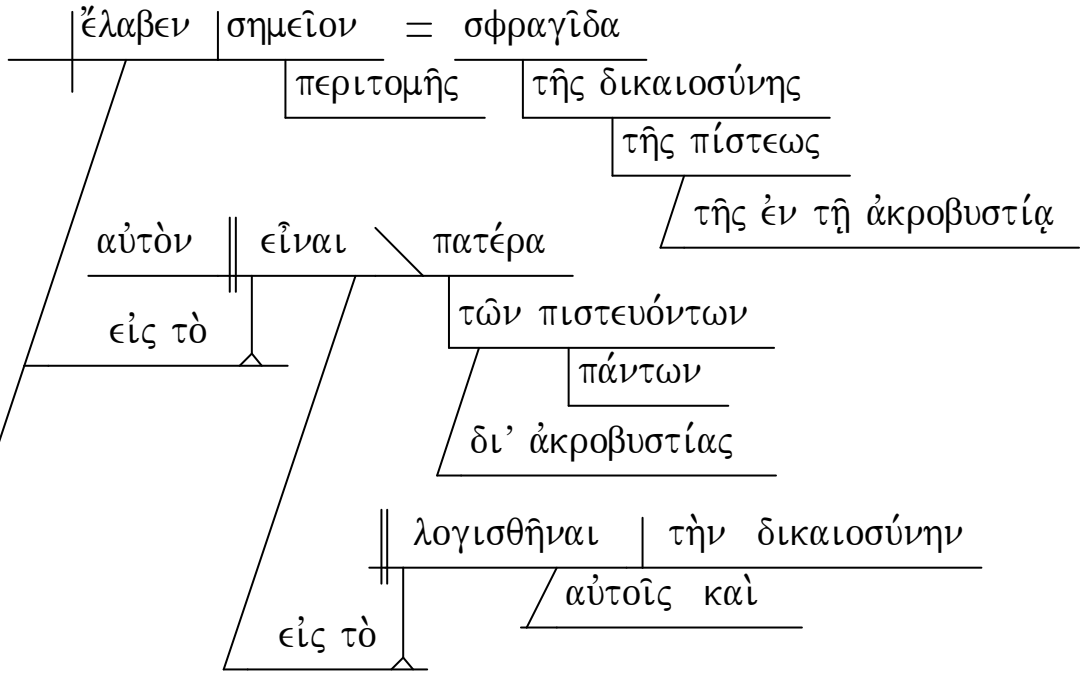 ἔλαβεν σημεῖον = σφραγῖδα
περιτομῆς τῆς δικαιοσύνης
τῆς πίστεως
τῆς ἐν τῇ ἀκροβυστίᾳ
αὐτὸν εἶναι πατέρα
τῶν πιστευόντων
εἰς τὸ
πάντων
δι’ ἀκροβυστίας
λογισθῆναι τὴν δικαιοσύνην
αὐτοῖς καὶ
εἰς τὸ